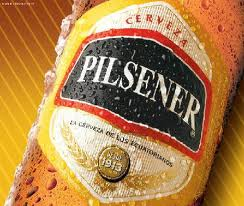 CERVEZA
PILSENER
®
LA CERVEZA DE LOS ECUATORIANOS
1913